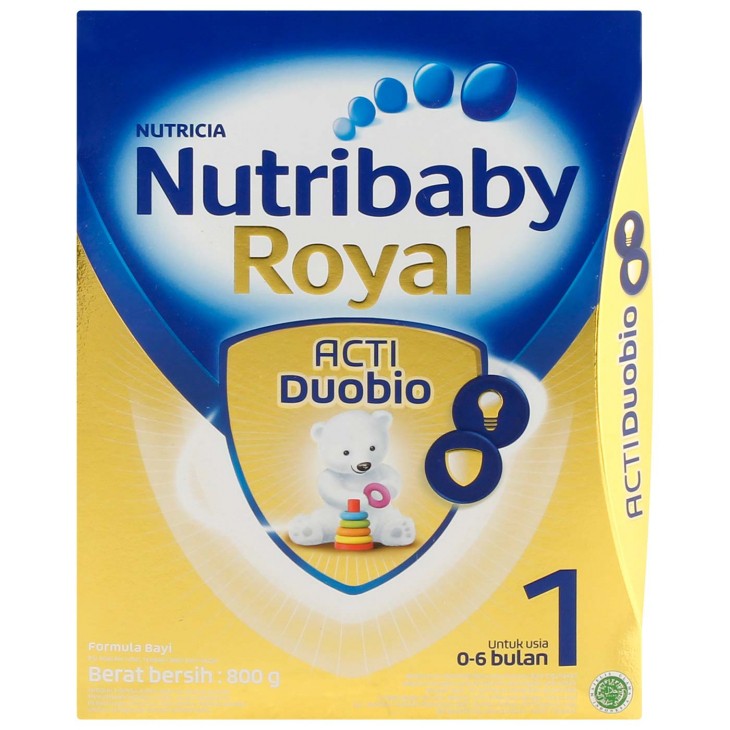 NUTRICIA
Nutribaby
Royal
ACTI
Duobio
ACTI Duobio
Formula Bayi
Berat bersih : 800 g
Untuk usia
0-6 bulan
1